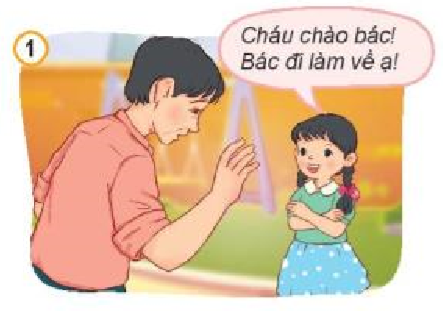 1
Cháu chào bác!
Bác đi làm về ạ!